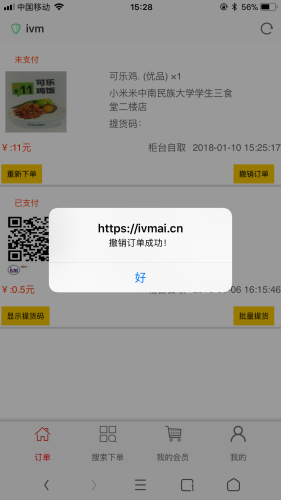 中国移动
15:28
56%
ivm
未支付
¥11
可乐
鸡饭
可乐鸡. (优品) ×1
小米米中南民族大学学生三食
堂二楼店
提货码:
¥ :11元
柜台自取 2018-01-10 15:25:17
重新下单
撤销订单
已支付
https://ivmai.cn
撤销订单成功!
好
¥ :0.5元
06 16:15:46
显示提货码
批量提货
订单
搜索下单
我的会员
我的